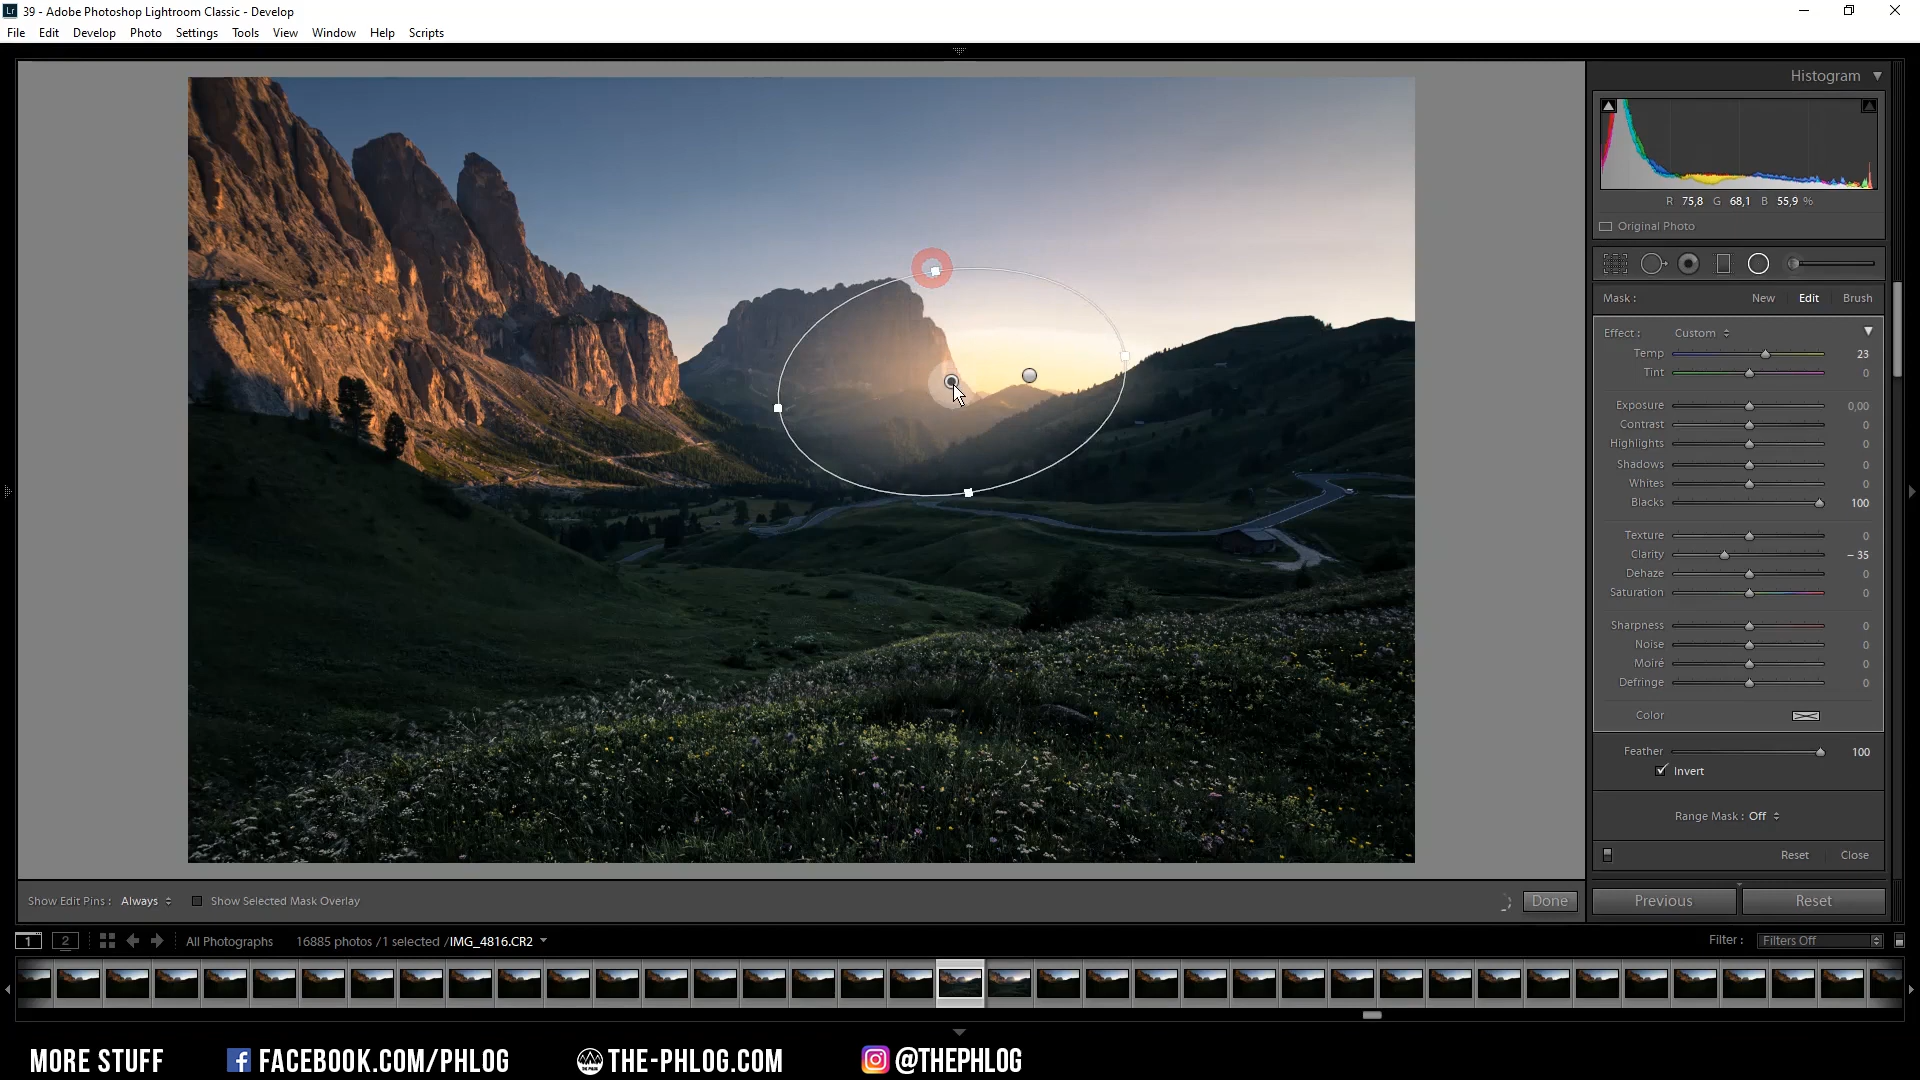 Lr 39 - Adobe Photoshop Lightroom Classic - Develop
File Edit Develop Photo Settings Tools View Window Help Scripts
Histogram
R 75,8 G 68,1 B 55,9 %
Original Photo
Mask : New Edit Brush
Effect : Custom
Temp 23
Tint 0
Exposure 0,00
Contrast 0
Highlights 0
Shadows 0
Whites 0
Blacks 100
Texture 0
Clarity – 35
Dehaze 0
Saturation 0
Sharpness 0
Noise 0
Moiré 0
Defringe 0
Color
Feather 100
Invert
Range Mask : Off
Reset Close
Show Edit Pins : Always Show Selected Mask Overlay Done
Previous Reset
1 2 All Photographs 16885 photos / 1 selected / IMG_4816.CR2 Filter : Filters Off
MORE STUFF FACEBOOK.COM/PHLOG THE-PHLOG.COM @THEPHLOG